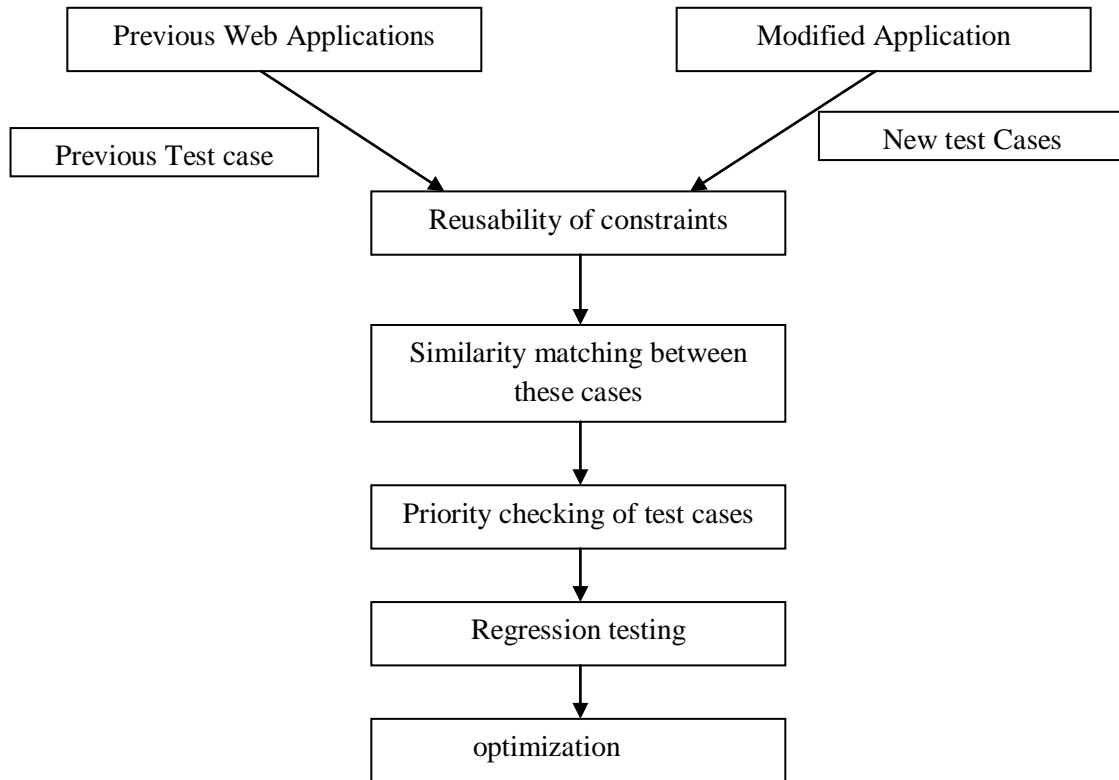 Previous Web Applications
Modified Application
Previous Test case
New test Cases
Reusability of constraints
Similarity matching between
these cases
Priority checking of test cases
Regression testing
optimization